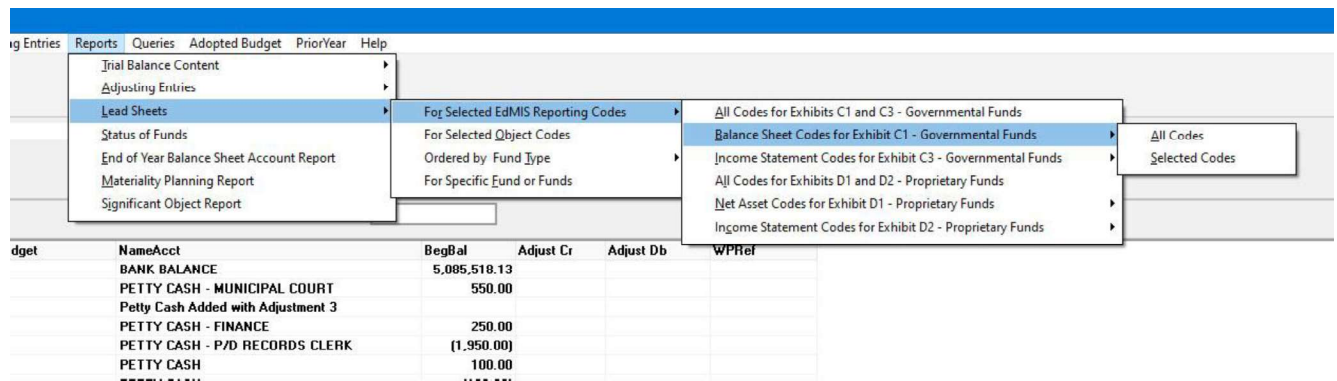 Entries Reports Queries Adopted Budget PriorYear Help
Trial Balance Content
Adjusting Entries
Lead Sheets
Status of Funds
End of Year Balance Sheet Account Report
Materiality Planning Report
Significant Object Report
For Selected EdMIS Reporting Codes
For Selected Object Codes
Ordered by Fund Type
For Specific Fund or Funds
All Codes for Exhibits C1 and C3 - Governmental Funds
Balance Sheet Codes for Exhibit C1 - Governmental Funds
Income Statement Codes for Exhibit C3 - Governmental Funds
All Codes for Exhibits D1 and D2 - Proprietary Funds
Net Asset Codes for Exhibit D1 - Proprietary Funds
Income Statement Codes for Exhibit D2 - Proprietary Funds
All Codes
Selected Codes
dget NameAcct BegBal Adjust Cr Adjust Db WPRef
BANK BALANCE 5,085,518.13
PETTY CASH - MUNICIPAL COURT 550.00
Petty Cash Added with Adjustment 3
PETTY CASH - FINANCE 250.00
PETTY CASH - P/D RECORDS CLERK (1,950.00)
PETTY CASH 100.00